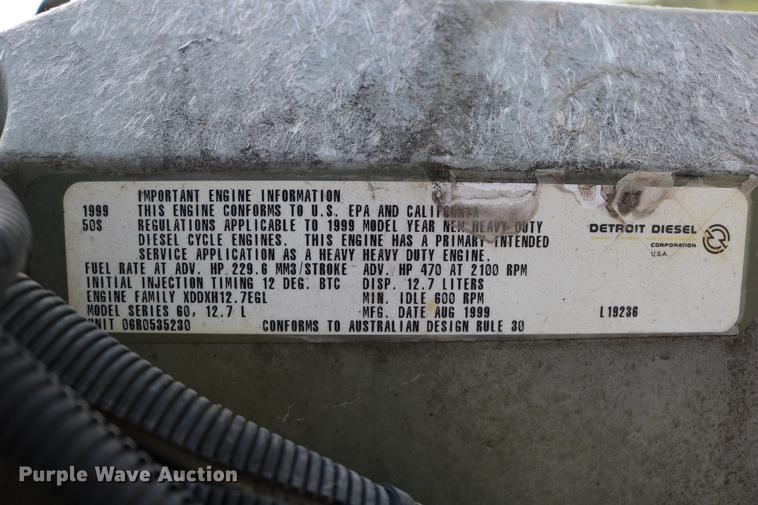 IMPORTANT ENGINE INFORMATION
1999 THIS ENGINE CONFORMS TO U.S. EPA AND CALIFORNIA
50S REGULATIONS APPLICABLE TO 1999 MODEL YEAR NEW HEAVY DUTY
DIESEL CYCLE ENGINES. THIS ENGINE HAS A PRIMARY INTENDED
SERVICE APPLICATION AS A HEAVY HEAVY DUTY ENGINE.
FUEL RATE AT ADV. HP 229.6 MM3/STROKE ADV. HP 470 AT 2100 RPM
INITIAL INJECTION TIMING 12 DEG. BTC DISP. 12.7 LITERS
ENGINE FAMILY XDDXH12.7EGL MIN. IDLE 600 RPM
MODEL SERIES 60, 12.7 L MFG. DATE AUG 1999
UNIT 06R0535230 CONFORMS TO AUSTRALIAN DESIGN RULE 30
DETROIT DIESEL
CORPORATION
U.S.A.
L19236
Purple Wave Auction